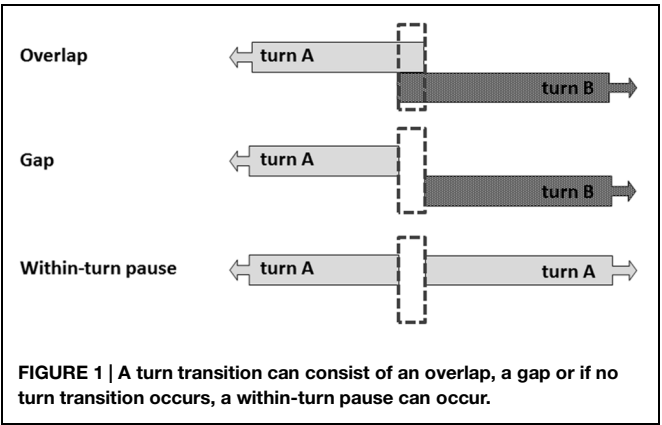 Overlap
turn A
turn B
Gap
turn A
turn B
Within-turn pause
turn A
turn A
FIGURE 1 | A turn transition can consist of an overlap, a gap or if no
turn transition occurs, a within-turn pause can occur.